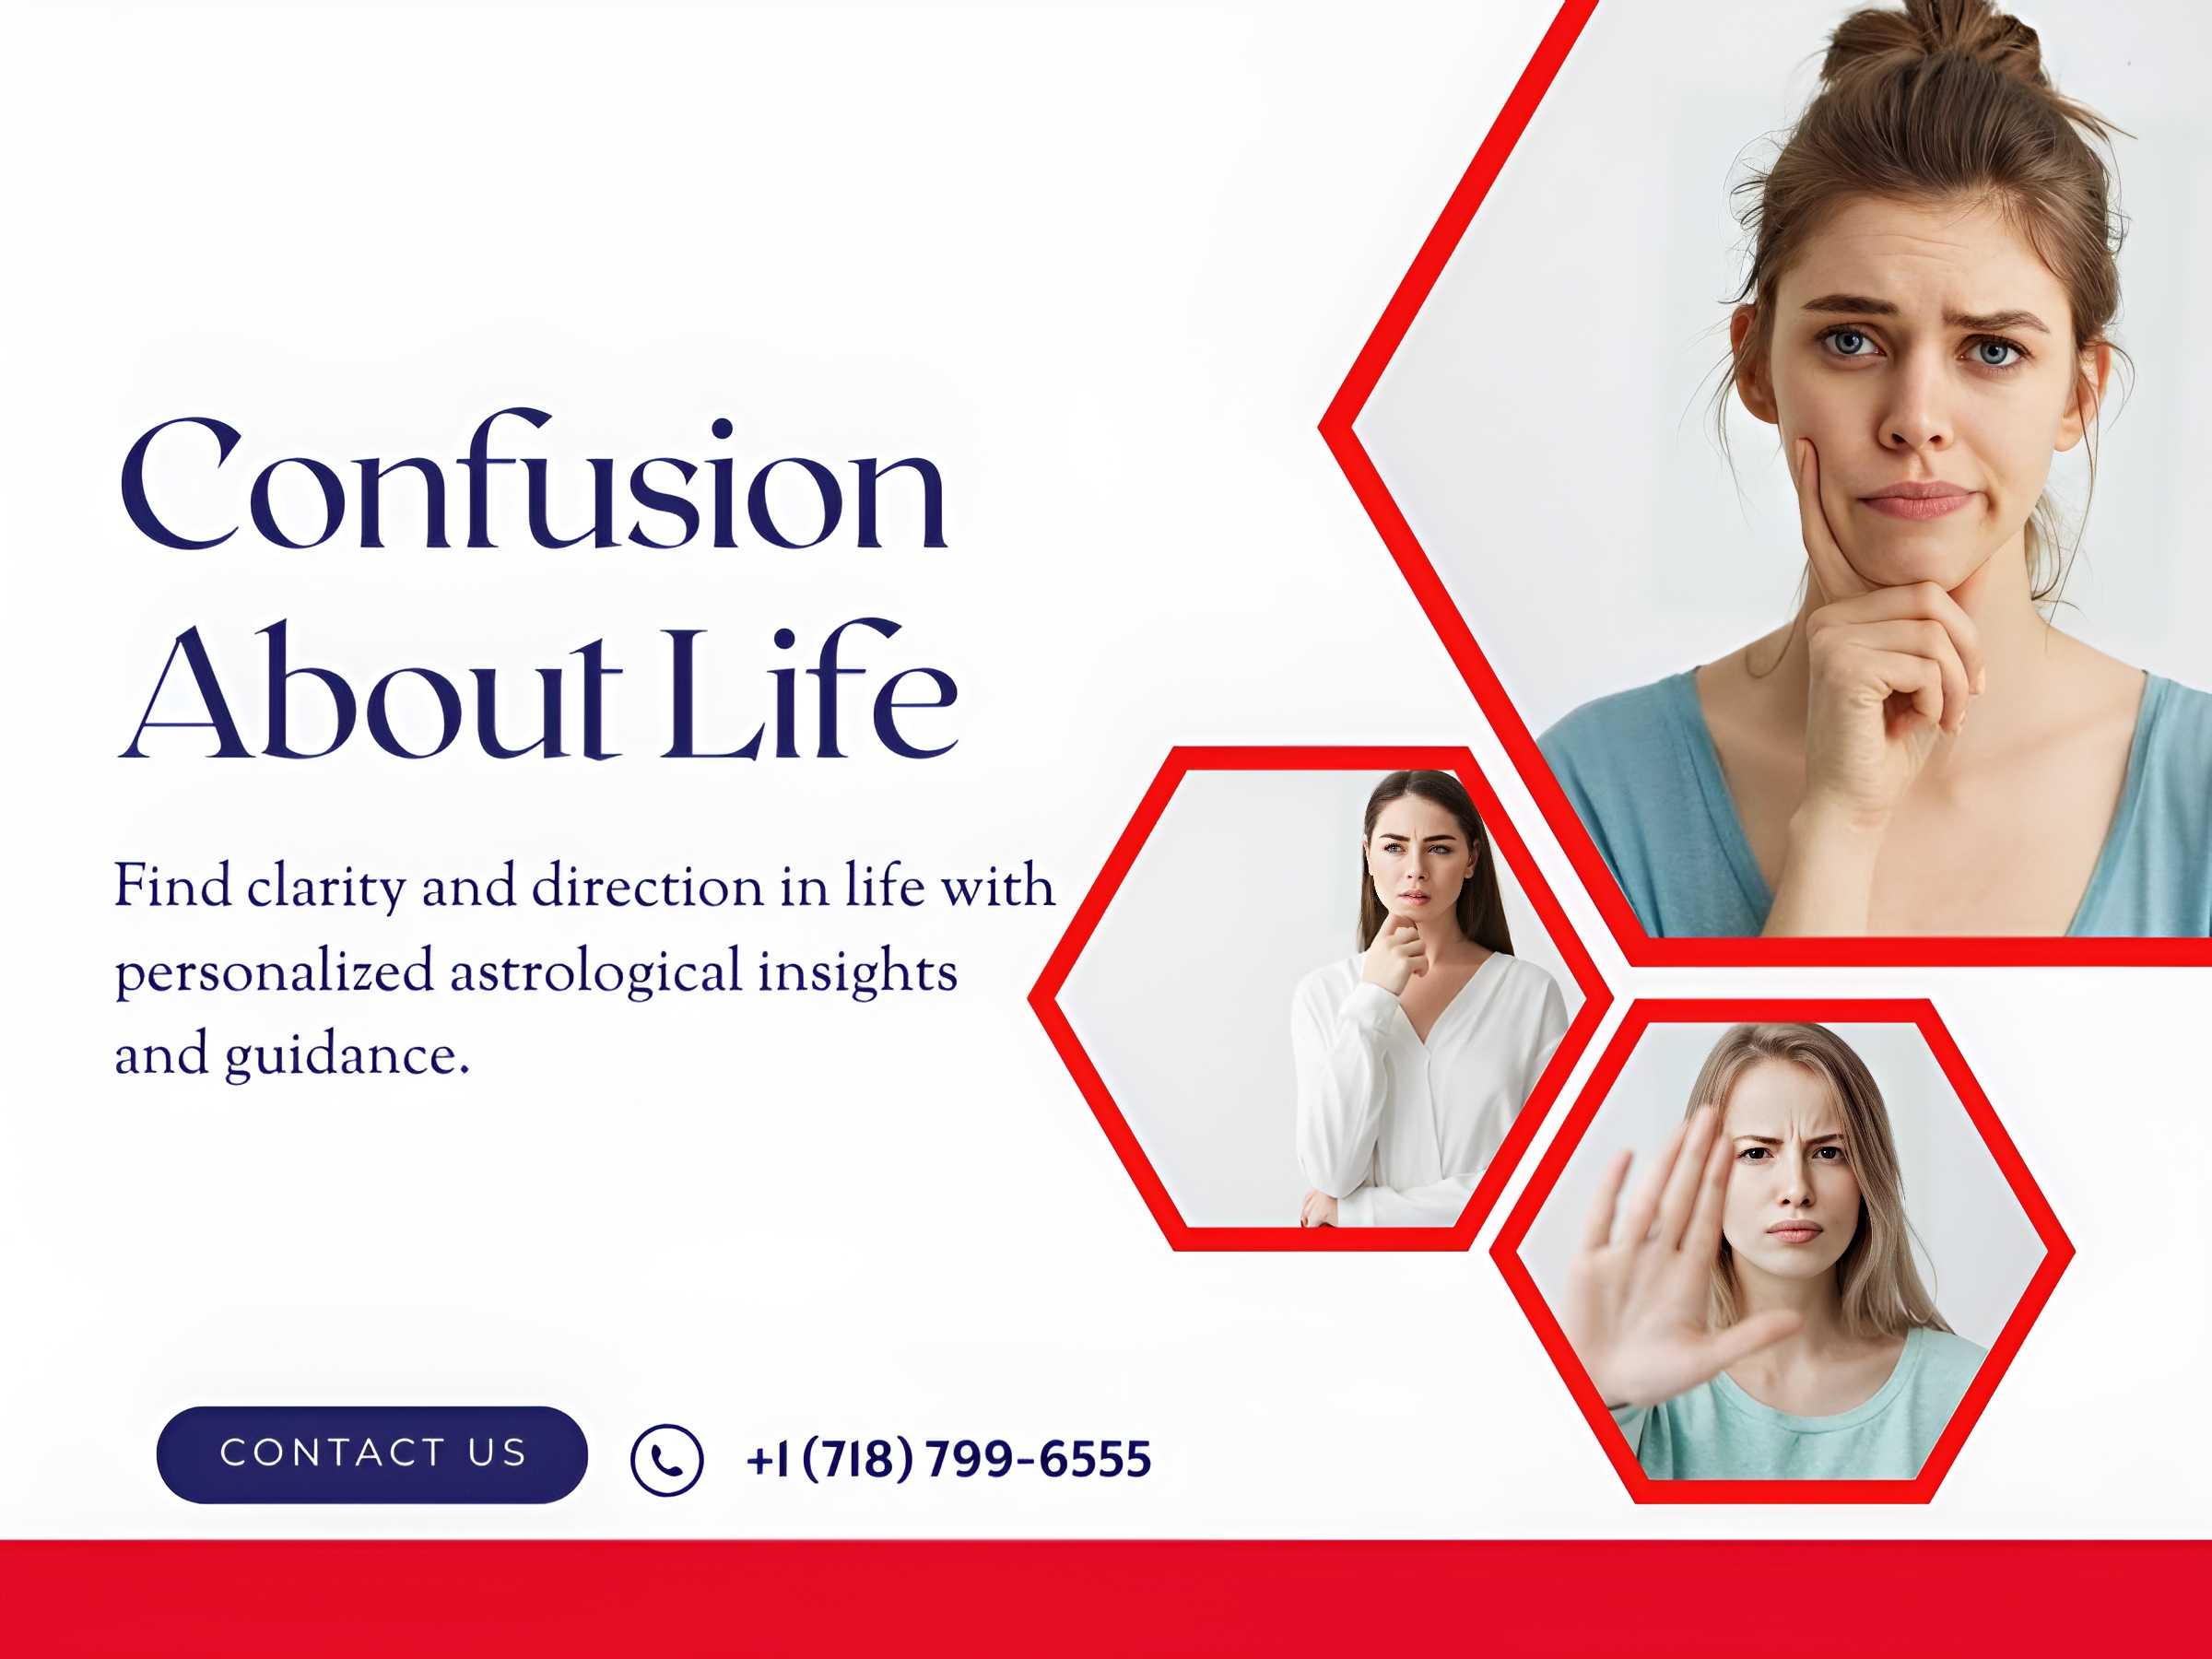 Confusion
About Life
Find clarity and direction in life with
personalized astrological insights
and guidance.
CONTACT US
+1 (718) 799-6555